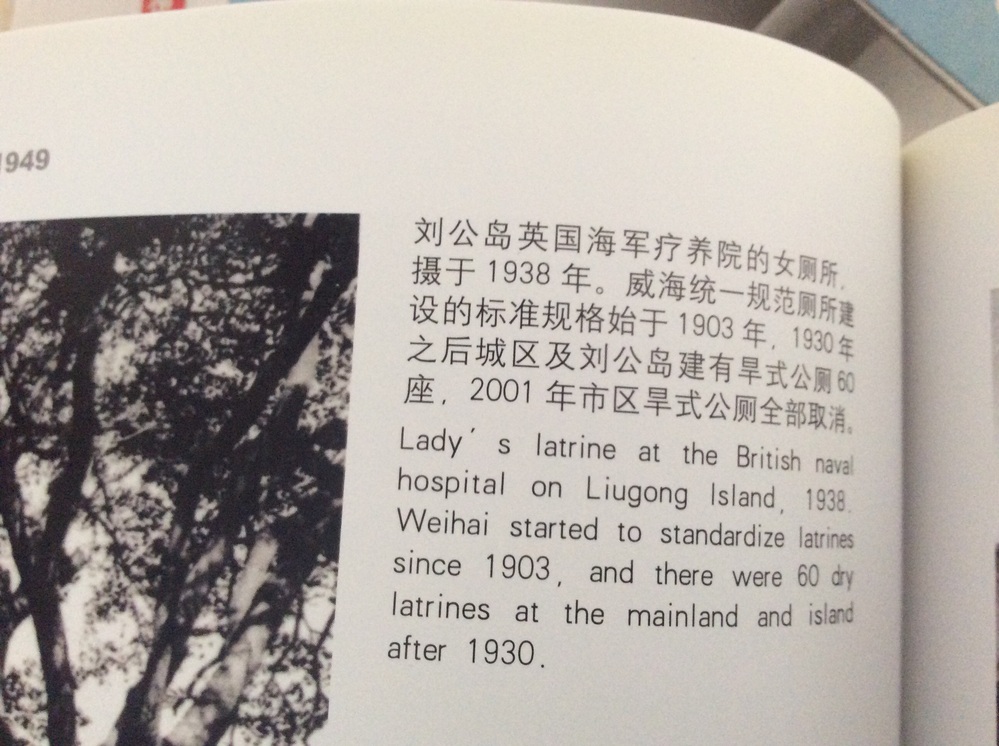 1949
刘公岛英国海军疗养院的女厕所,
摄于 1938 年。威海统一规范厕所建
设的标准规格始于 1903 年, 1930 年
之后城区及刘公岛建有旱式公厕 60
座, 2001 年市区旱式公厕全部取消。
Lady's latrine at the British naval
hospital on Liugong Island, 1938.
Weihai started to standardize latrines
since 1903, and there were 60 dry
latrines at the mainland and island
after 1930.